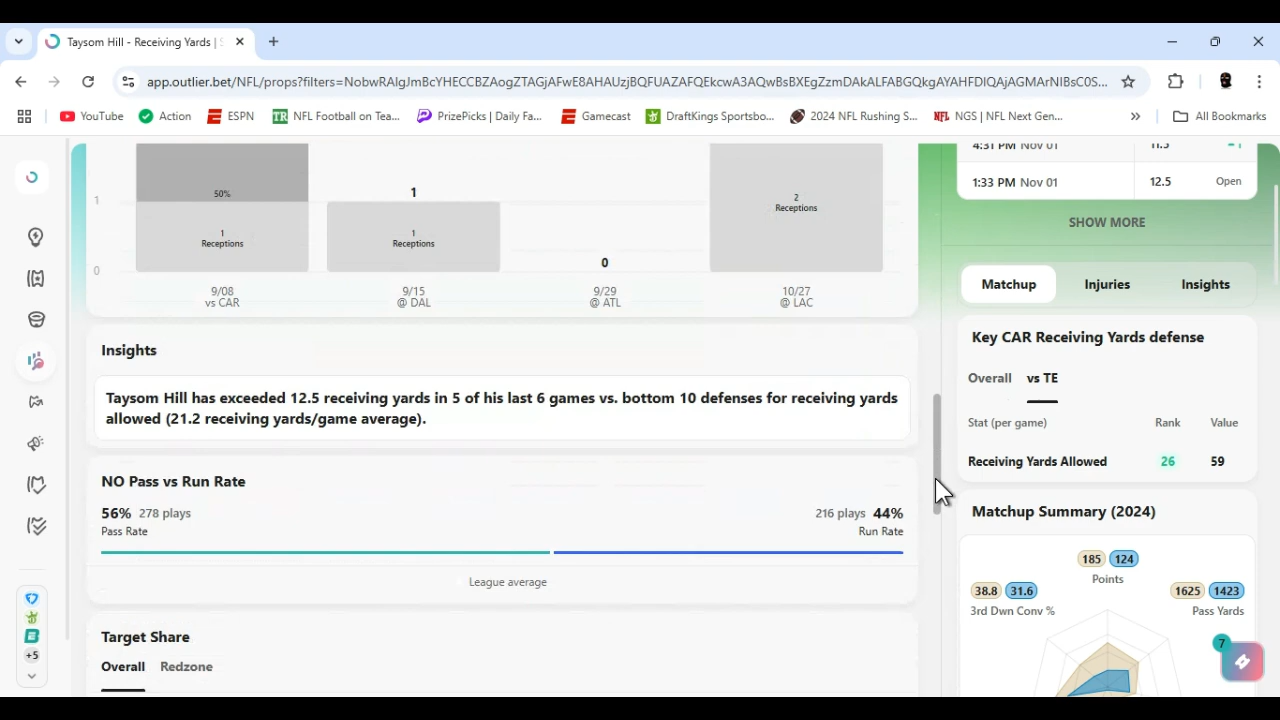 Taysom Hill - Receiving Yards |
app.outlier.bet/NFL/props?filters=NobwRAlgJmBcYHECCBZAogZTAGjAFwE8AHAUzjBQFUAZAFQEkcwA3AQwBsBXEgZzmDAkALFABGQkgAYAHFDIQAjAGMArNIBsC0S...
YouTube
Action
ESPN
NFL Football on Tea...
PrizePicks | Daily Fa...
Gamecast
DraftKings Sportsbo...
2024 NFL Rushing S...
NGS | NFL Next Gen...
All Bookmarks
50%
1
Receptions
1
1
Receptions
0
2
Receptions
1
0
9/08
vs CAR
9/15
@ DAL
9/29
@ ATL
10/27
@ LAC
Insights
Taysom Hill has exceeded 12.5 receiving yards in 5 of his last 6 games vs. bottom 10 defenses for receiving yards
allowed (21.2 receiving yards/game average).
NO Pass vs Run Rate
56% 278 plays
216 plays 44%
Pass Rate
Run Rate
League average
Target Share
Overall Redzone
4:31 PM Nov 01 11.5 1
1:33 PM Nov 01 12.5 Open
SHOW MORE
Matchup Injuries Insights
Key CAR Receiving Yards defense
Overall vs TE
Stat (per game) Rank Value
Receiving Yards Allowed 26 59
Matchup Summary (2024)
185 124
Points
38.8 31.6
3rd Dwn Conv %
1625 1423
Pass Yards
7
+5